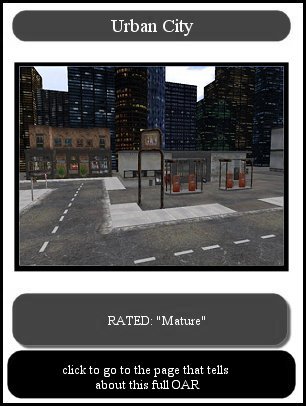 Urban City
RATED: "Mature"
click to go to the page that tells
about this full OAR